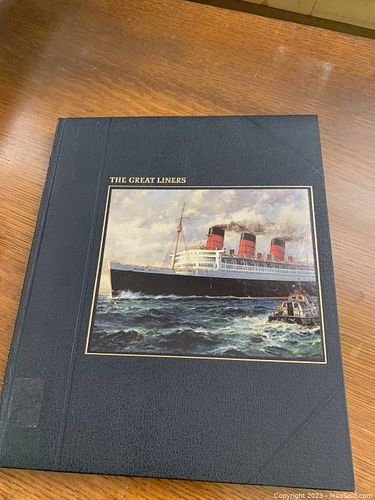 THE GREAT LINERS
Copyright 2023 - MaxSold.com